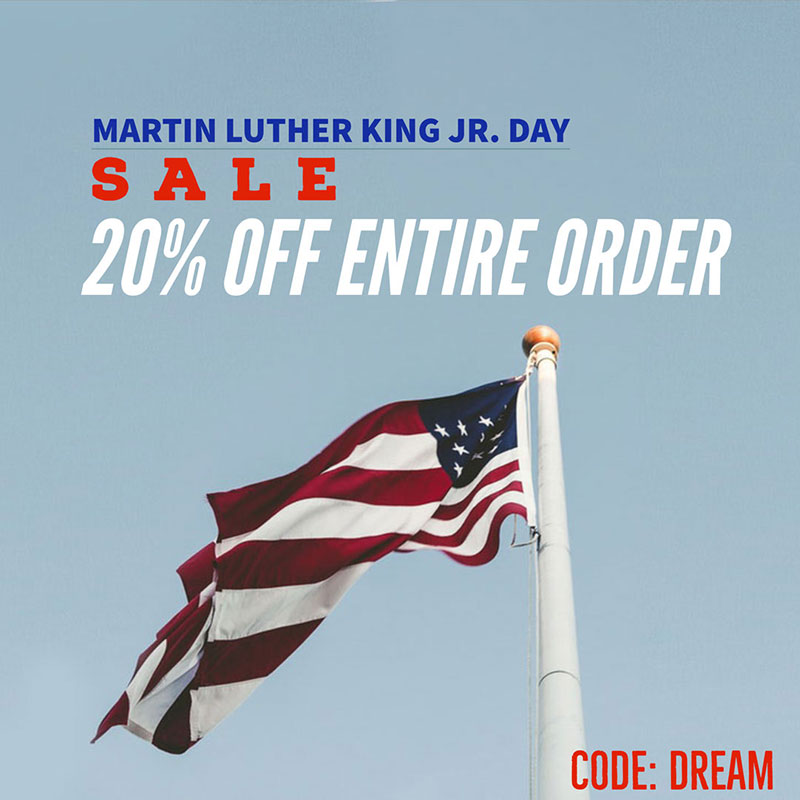 MARTIN LUTHER KING JR. DAY
SALE
20% OFF ENTIRE ORDER
CODE: DREAM